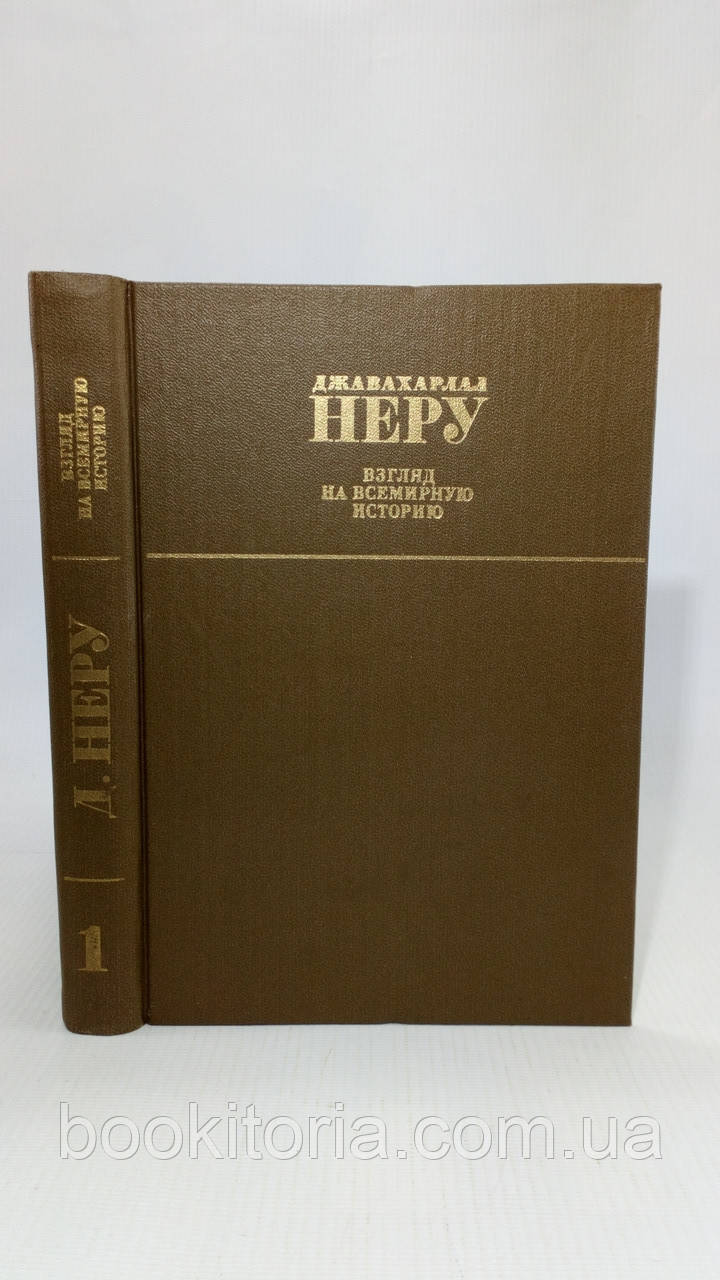 ДЖАВАХАРЛАЛ
НЕРУ
ВЗГЛЯД
НА ВСЕМИРНУЮ
ИСТОРИЮ
ВЗГЛЯД
НА ВСЕМИРНУЮ
ИСТОРИЮ
Д. НЕРУ
1
bookitoria.com.ua